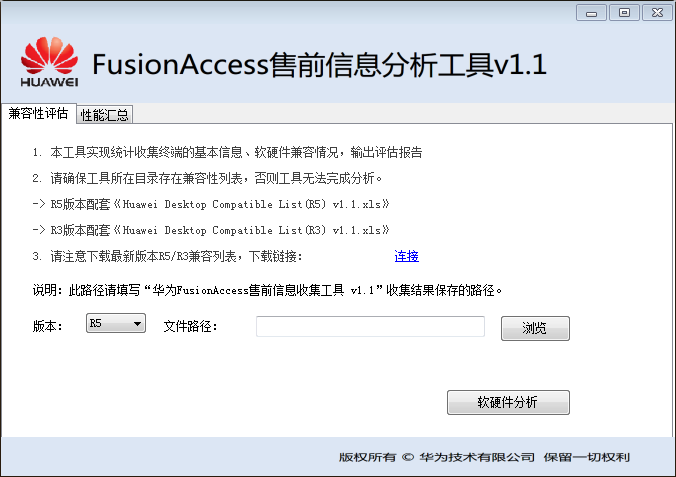 HUAWEI
FusionAccess售前信息分析工具v1.1
兼容性评估 性能汇总
1. 本工具实现统计收集终端的基本信息、软硬件兼容情况，输出评估报告
2. 请确保工具所在目录存在兼容性列表，否则工具无法完成分析。
-> R5版本配套《Huawei Desktop Compatible List(R5) v1.1.xls》
-> R3版本配套《Huawei Desktop Compatible List(R3) v1.1.xls》
3. 请注意下载最新版本R5/R3兼容列表，下载链接： 连接
说明：此路径请填写“华为FusionAccess售前信息收集工具 v1.1”收集结果保存的路径。
版本： R5 文件路径： 浏览
软硬件分析
版权所有 © 华为技术有限公司 保留一切权利